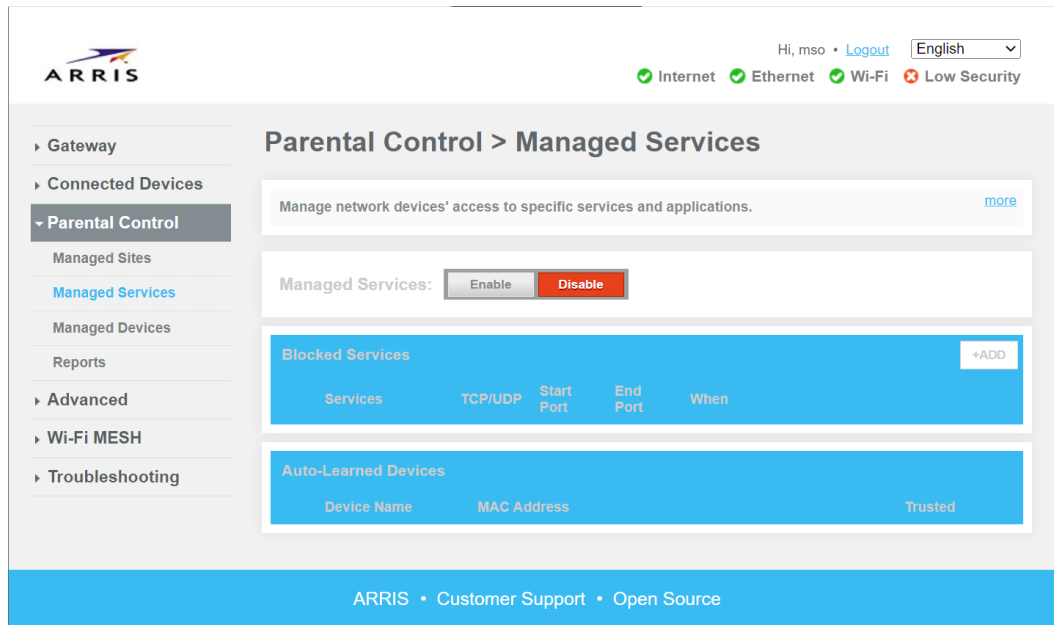 ARRIS
Hi, mso • Logout English
Internet Ethernet Wi-Fi Low Security
Gateway
Connected Devices
Parental Control
Managed Sites
Managed Services
Managed Devices
Reports
Advanced
Wi-Fi MESH
Troubleshooting
Parental Control > Managed Services
Manage network devices' access to specific services and applications. more
Managed Services: Enable Disable
Blocked Services +ADD
Services TCP/UDP Start Port End Port When
Auto-Learned Devices
Device Name MAC Address Trusted
ARRIS • Customer Support • Open Source